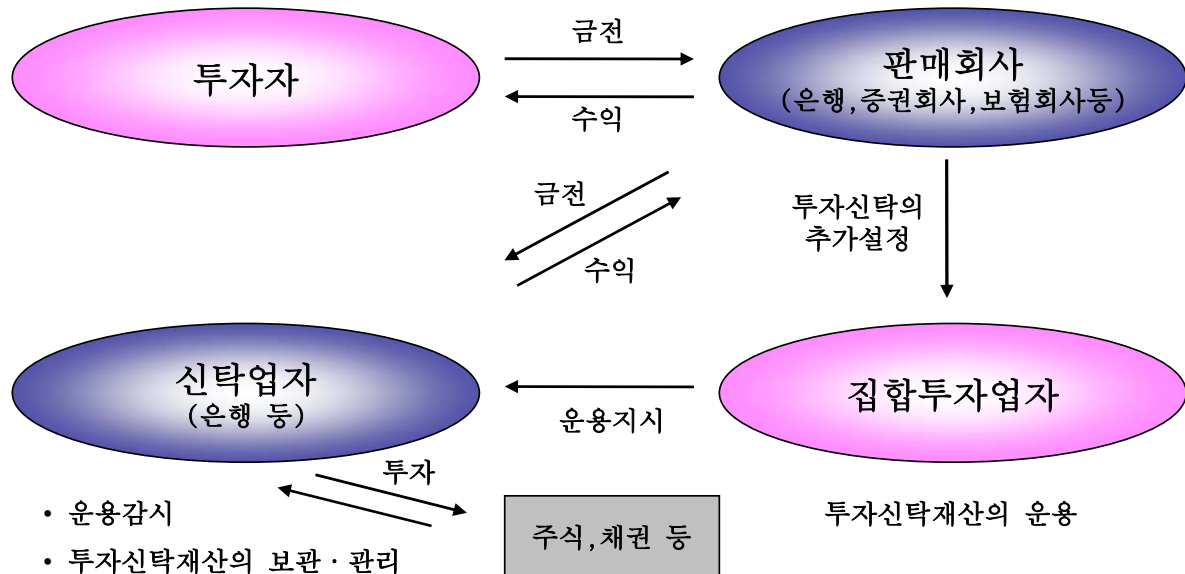 금전
투자자
판매회사
(은행,증권회사,보험회사등)
수익
금전
투자신탁의
추가설정
수익
신탁업자
(은행 등)
집합투자업자
운용지시
투자
• 운용감시
주식,채권 등
투자신탁재산의 운용
• 투자신탁재산의 보관·관리